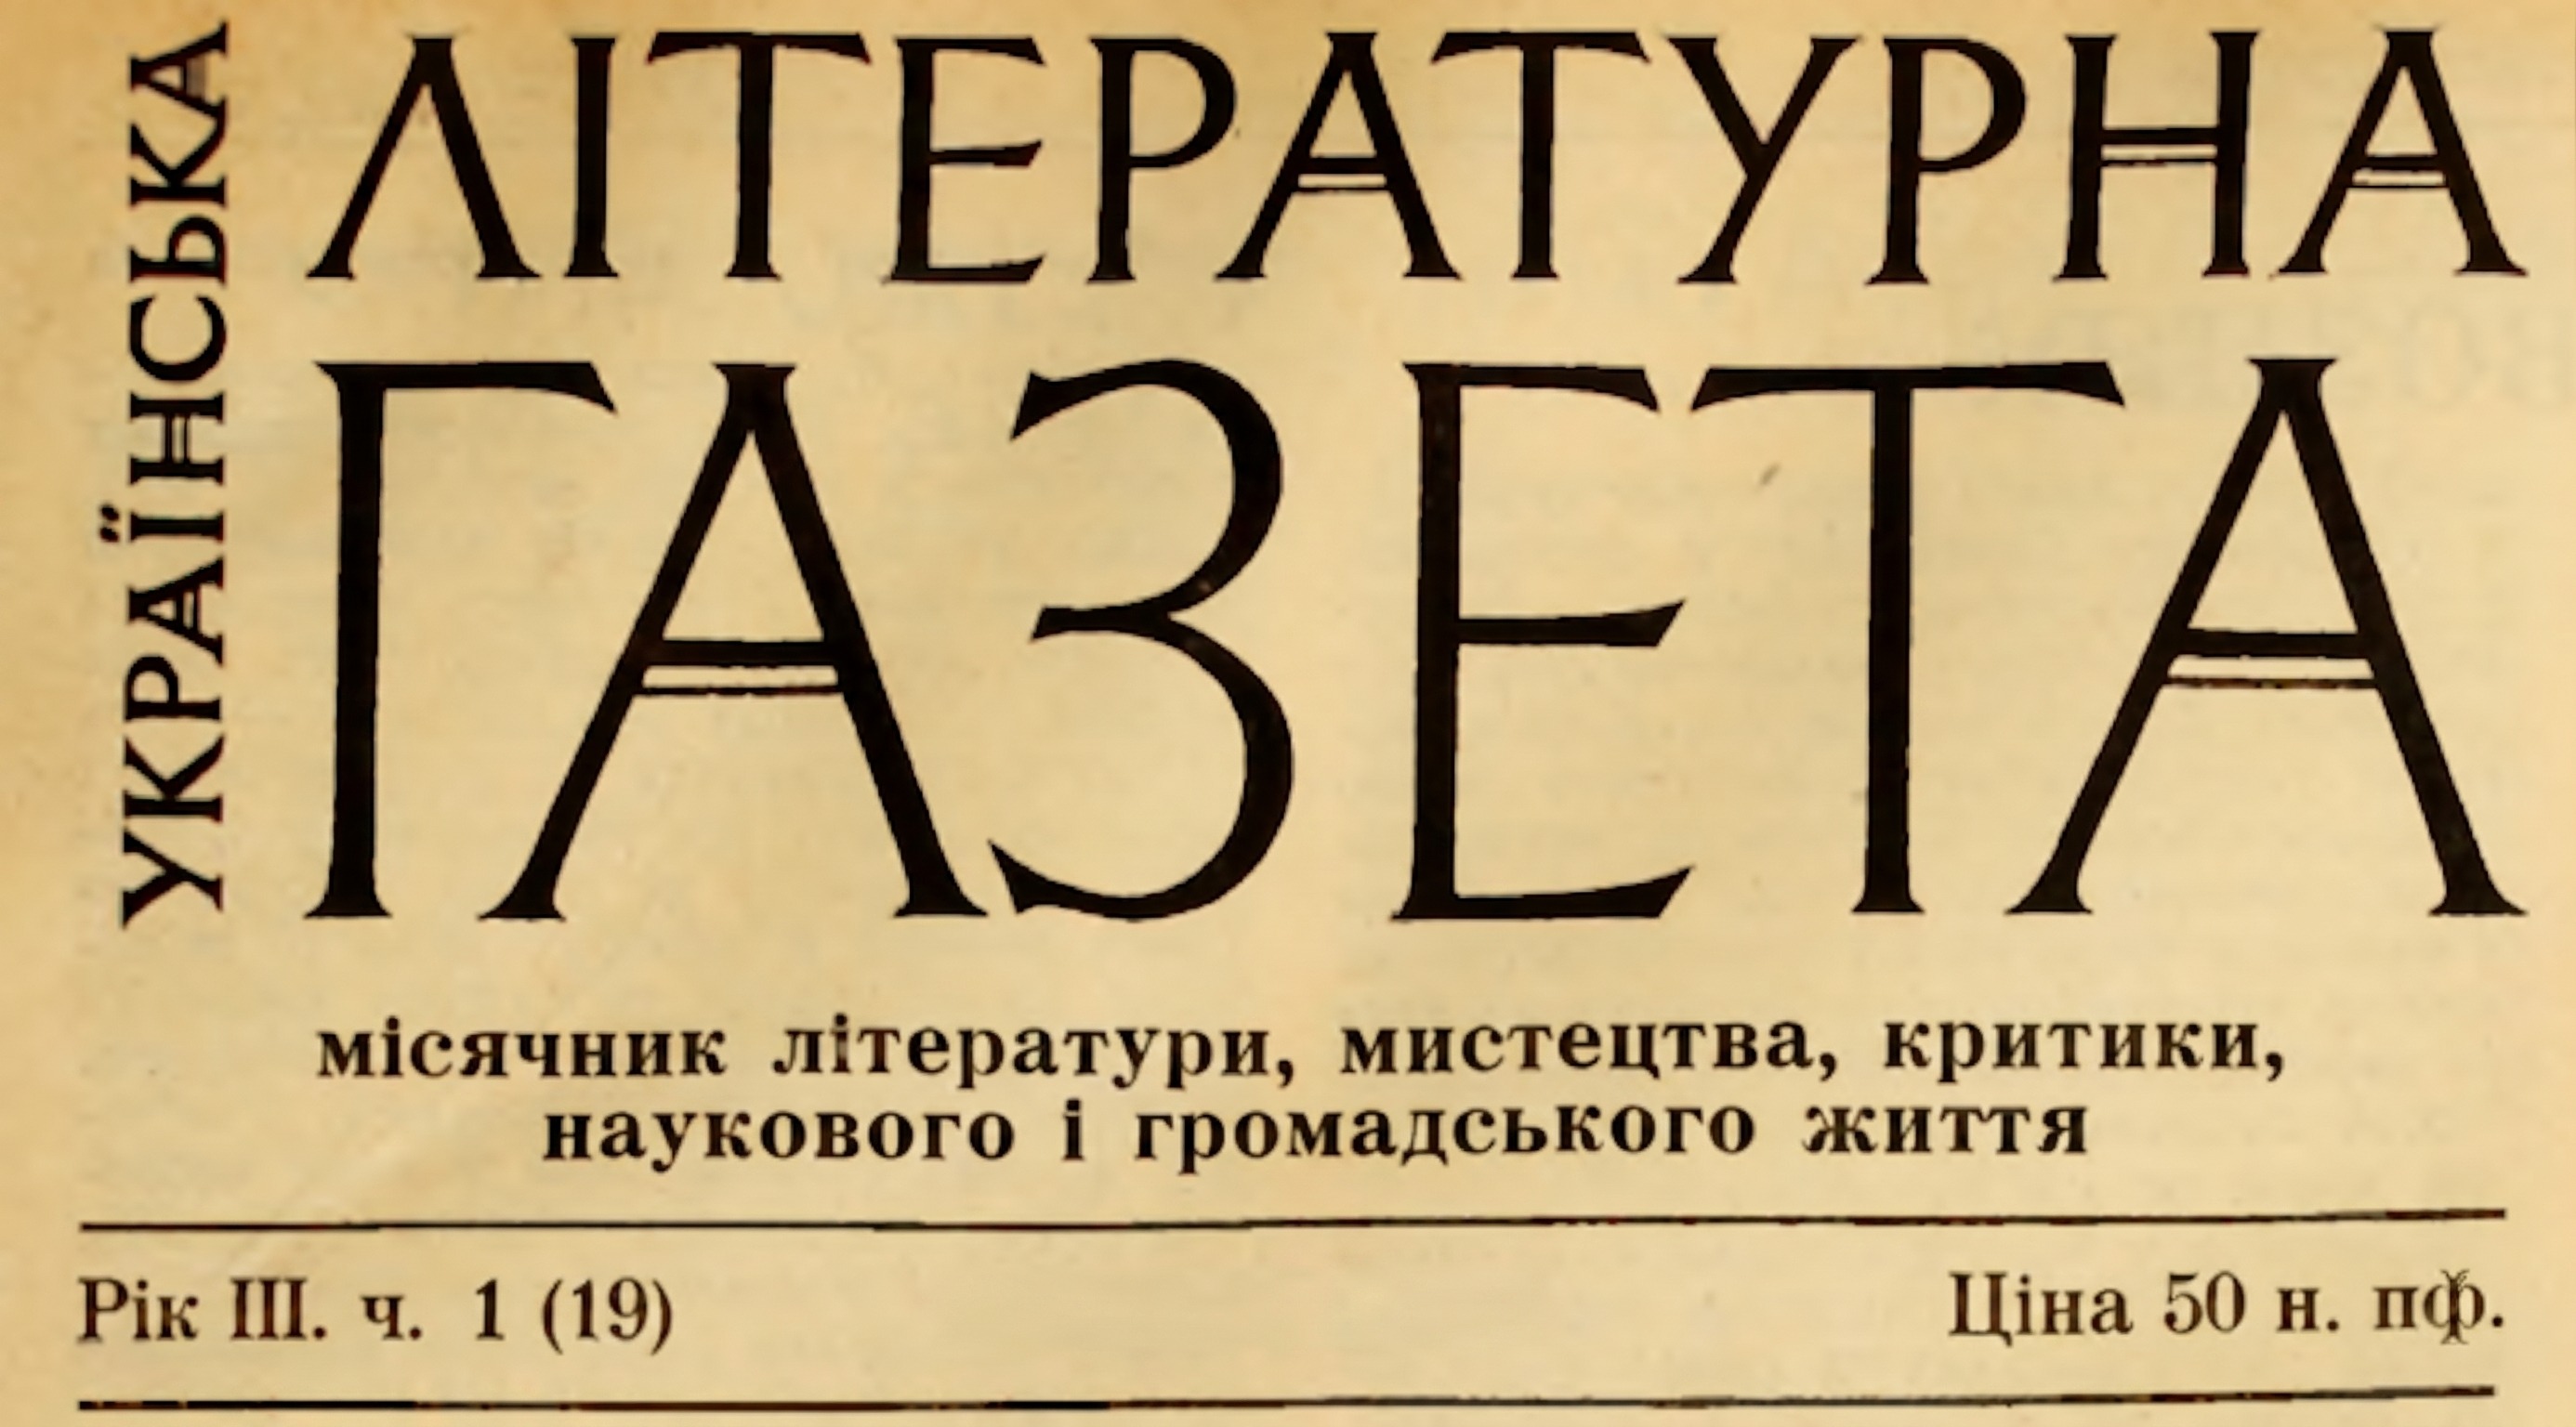 УКРАЇНСЬКА
ЛІТЕРАТУРНА
ГАЗЕТА
місячник літератури, мистецтва, критики,
наукового і громадського життя
Рік III. ч. 1 (19)
Ціна 50 н. пф.